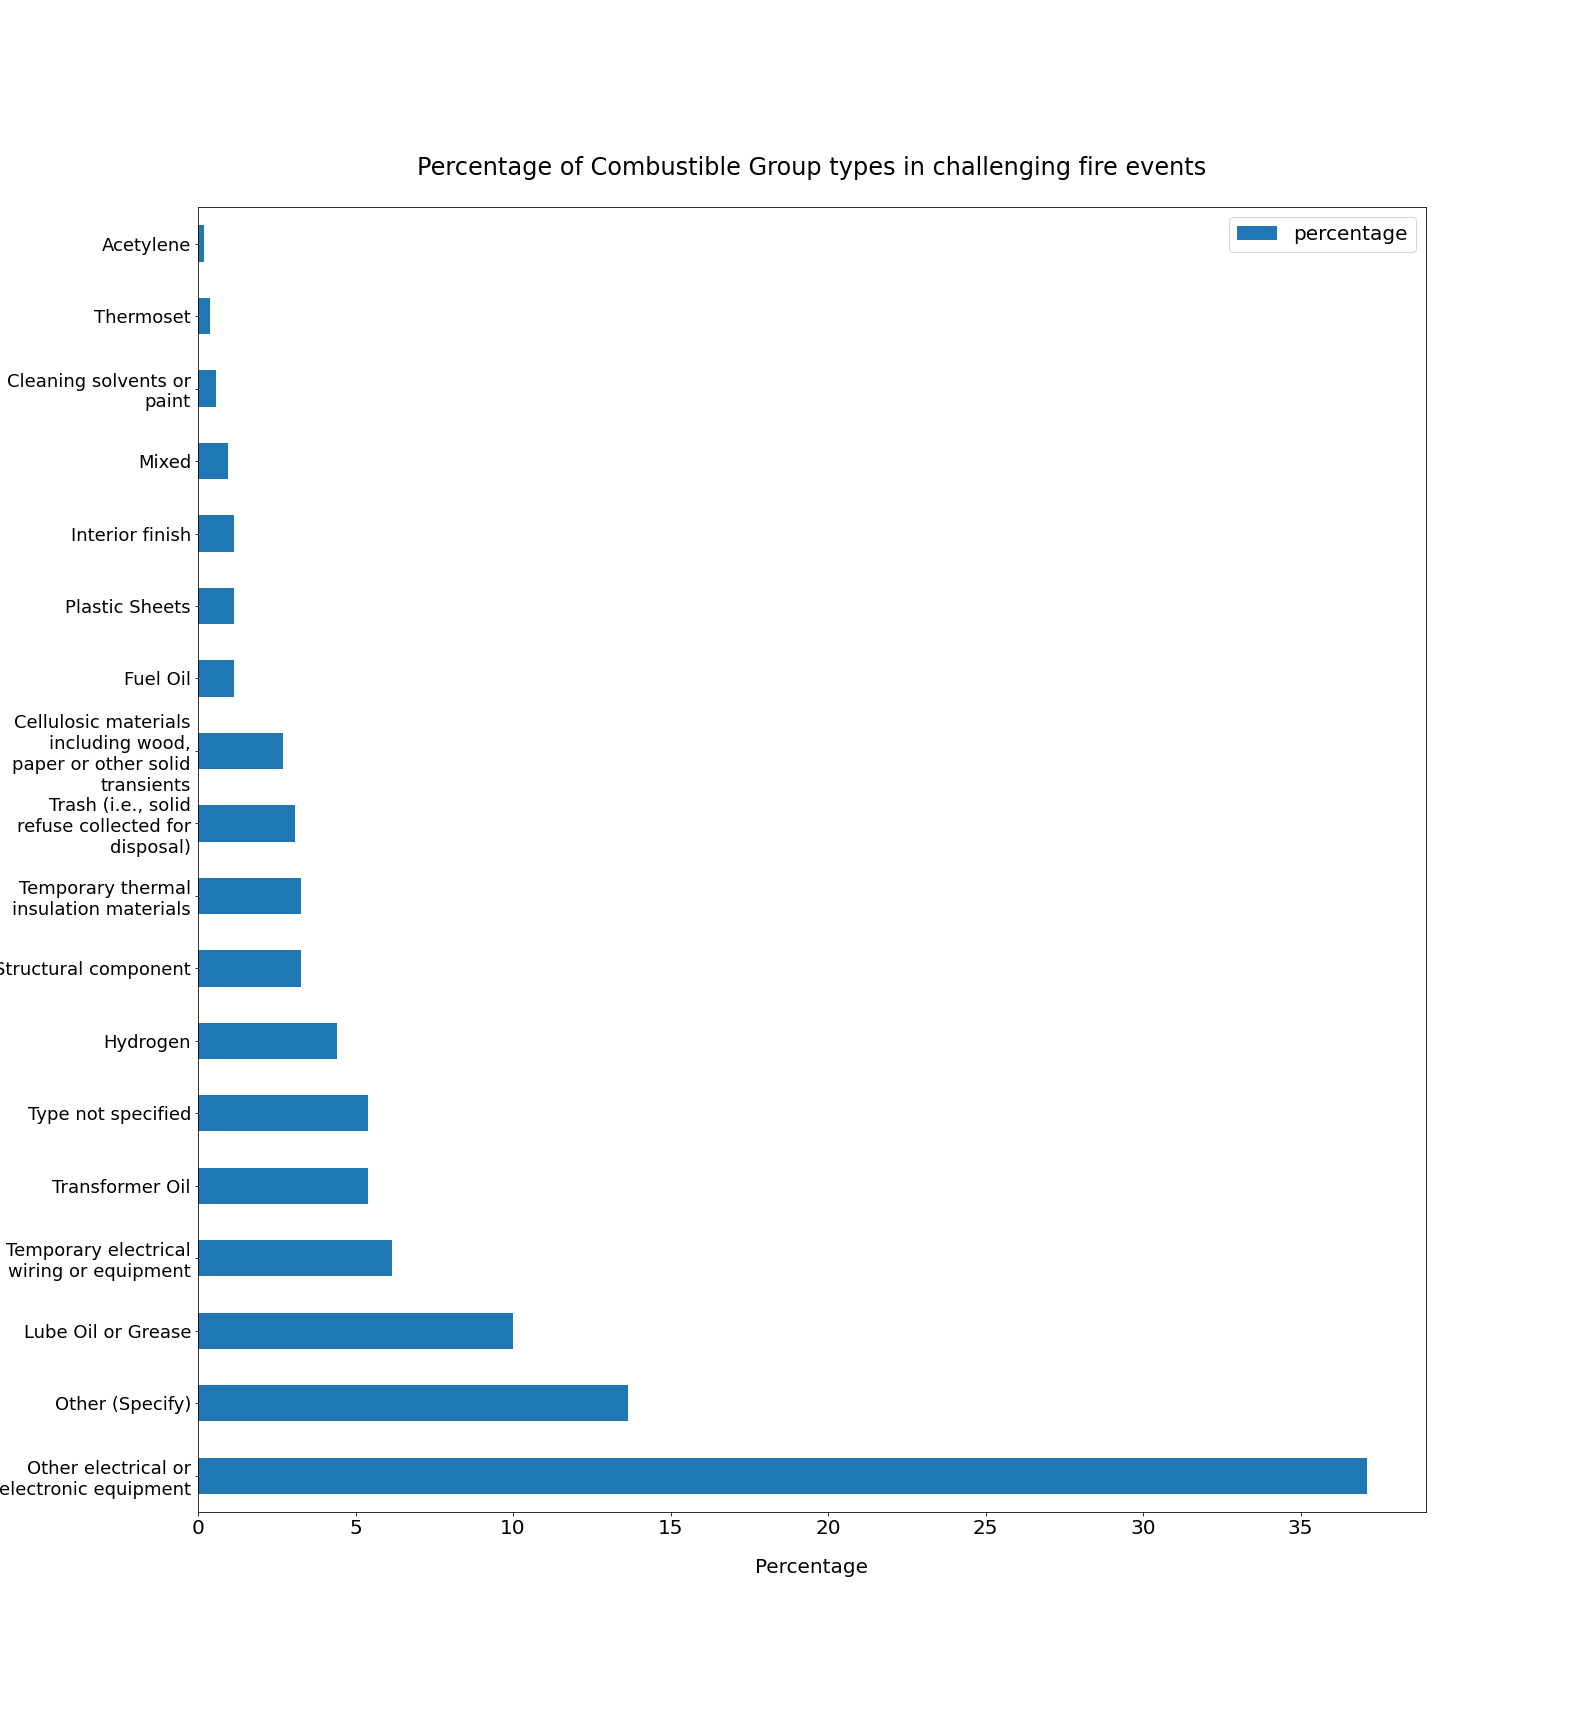 Percentage of Combustible Group types in challenging fire events
percentage
Acetylene
Thermoset
Cleaning solvents or
paint
Mixed
Interior finish
Plastic Sheets
Fuel Oil
Cellulosic materials
including wood,
paper or other solid
transients
Trash (i.e., solid
refuse collected for
disposal)
Temporary thermal
insulation materials
Structural component
Hydrogen
Type not specified
Transformer Oil
Temporary electrical
wiring or equipment
Lube Oil or Grease
Other (Specify)
Other electrical or
electronic equipment
0 5 10 15 20 25 30 35
Percentage